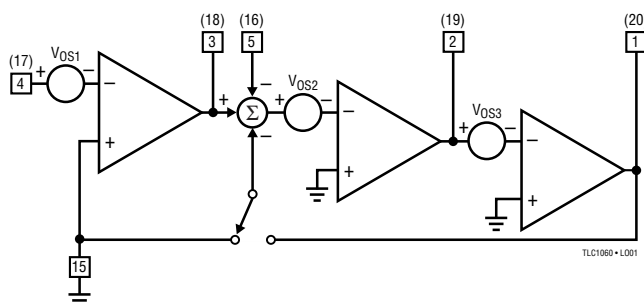 (18) (16) (19) (20)
3 5 2 1
(17) VOS1
4 + − − + − VOS2
+ − − VOS3
+ Σ + − −
−
+ + +
15
TLC1060 • LO01